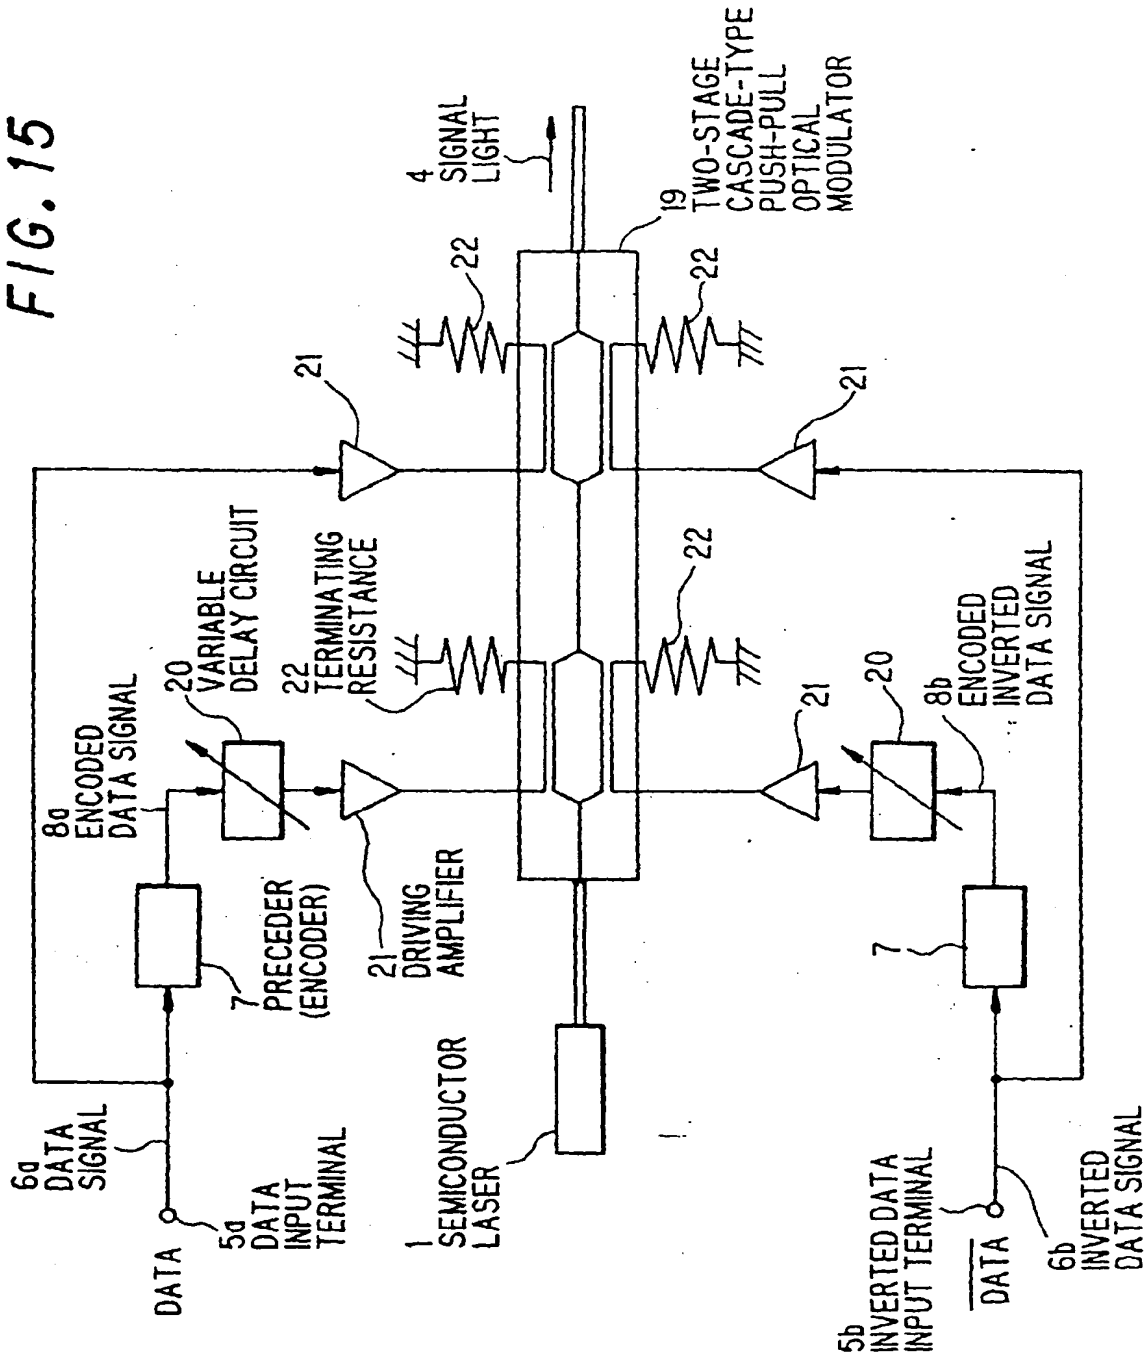 FIG. 15
DATA
6a
DATA
SIGNAL
5a
DATA
INPUT
TERMINAL
7
PRECEDER
(ENCODER)
8a
ENCODED
DATA SIGNAL
20
VARIABLE
DELAY CIRCUIT
21
DRIVING
AMPLIFIER
22
TERMINATING
RESISTANCE
21
22
4
SIGNAL
LIGHT
1
SEMICONDUCTOR
LASER
19
TWO-STAGE
CASCADE-TYPE
PUSH-PULL
OPTICAL
MODULATOR
22
22
21
21
20
8b
ENCODED
INVERTED
DATA SIGNAL
7
5b
INVERTED DATA
INPUT TERMINAL
DATA
6b
INVERTED
DATA SIGNAL